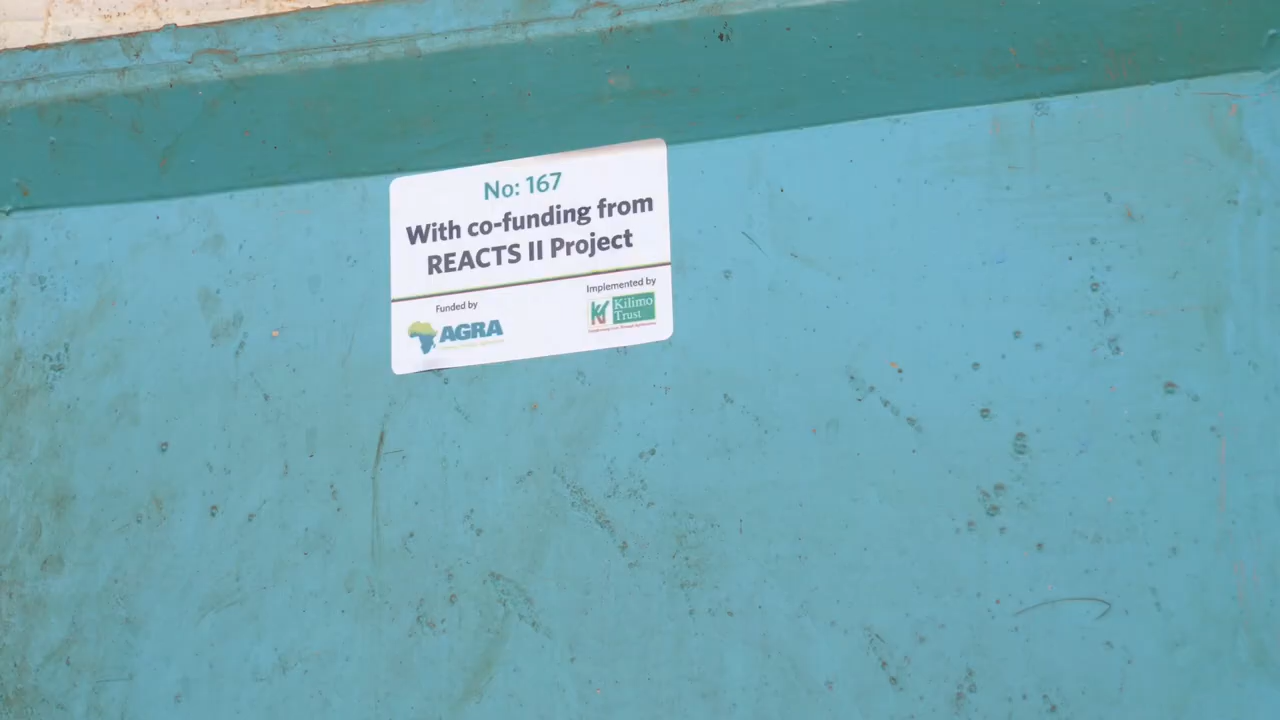 No: 167
With co-funding from
REACTS II Project
Funded by
AGRA
Implemented by
Kilimo
Trust